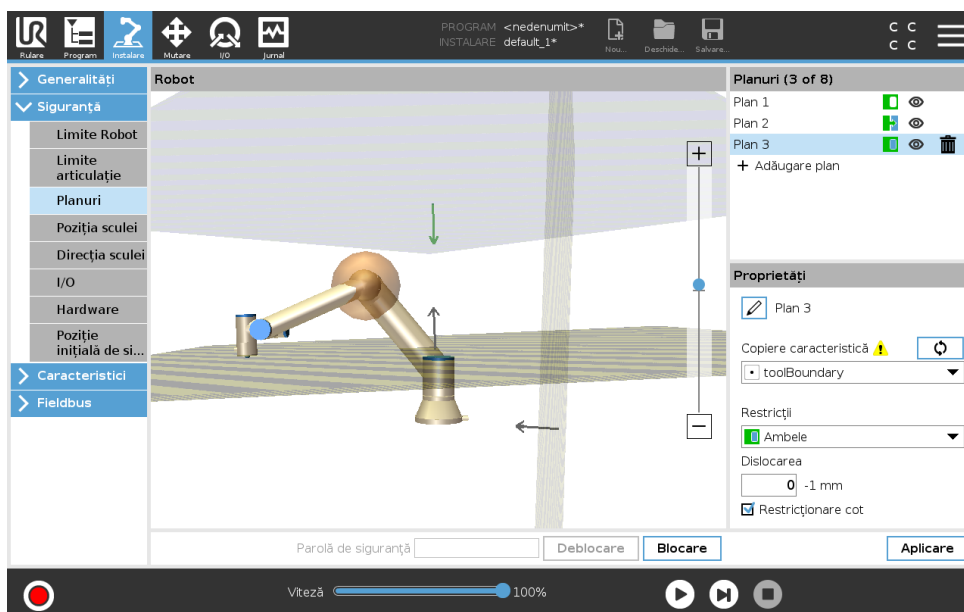 UR
PROGRAM <nedenumit>*
INSTALARE default_1*
Rulare
Program
Instalare
Mutare
I/O
Jurnal
Nou...
Deschide...
Salvare...
C C
C C
Generalități
Siguranță
Limite Robot
Limite
articulație
Planuri
Poziția sculei
Direcția sculei
I/O
Hardware
Poziție
inițială de si...
Caracteristici
Fieldbus
Robot
Planuri (3 of 8)
Plan 1
Plan 2
Plan 3
+ Adăugare plan
Proprietăți
Plan 3
Copiere caracteristică
toolBoundary
Restricții
Ambele
Dislocarea
0 -1 mm
Restricționare cot
Parolă de siguranță
Deblocare
Blocare
Aplicare
Viteză
100%